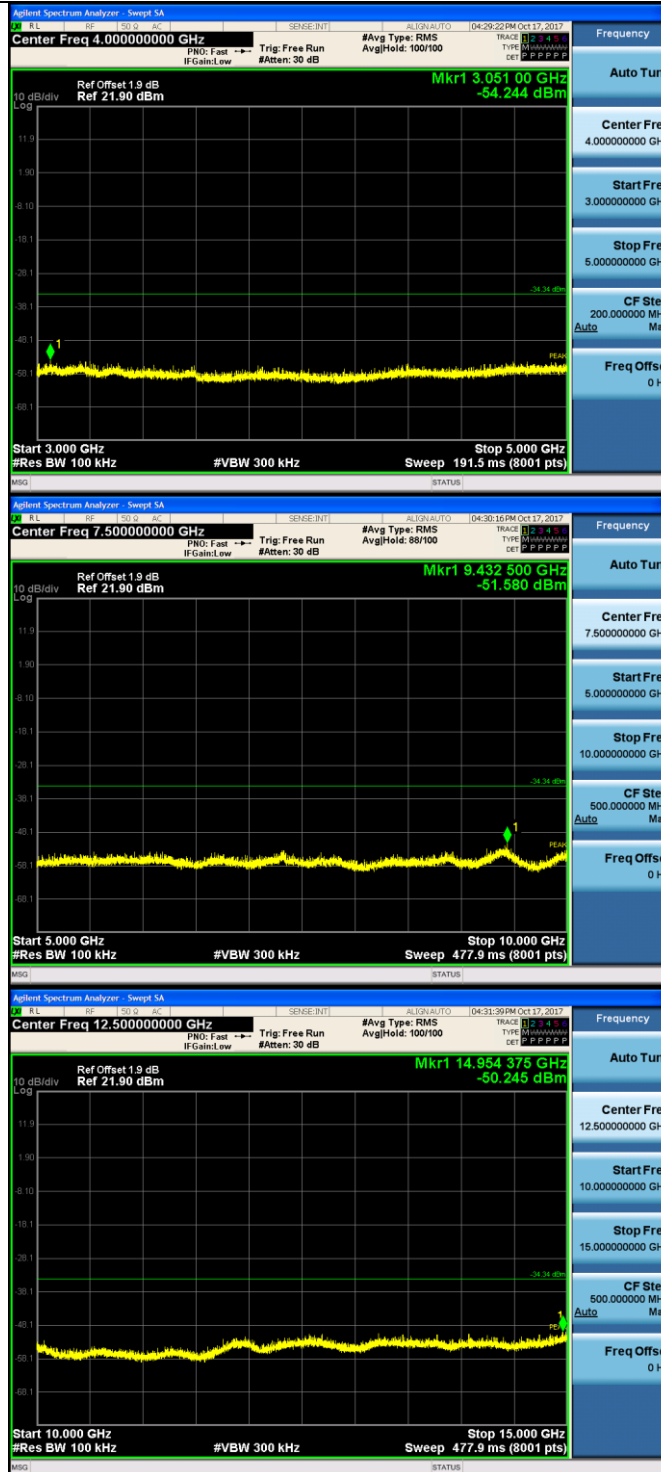 Agilent Spectrum Analyzer - Swept SA
RL RF 50 Ω AC SENSE:INT ALIGNAUTO 04:29:22 PM Oct 17, 2017
Center Freq 4.000000000 GHz
PNO: Fast
IFGain:Low
Trig: Free Run
#Atten: 30 dB
#Avg Type: RMS
Avg|Hold: 100/100
TRACE 1 2 3 4 5 6
TYPE M
DET P P P P P P
Frequency
Mkr1 3.051 00 GHz
-54.244 dBm
Ref Offset 1.9 dB
10 dB/div Ref 21.90 dBm
Log
11.9
1.90
-8.10
-18.1
-28.1
-38.1
-48.1
-58.1
-68.1
-34.34 dBm
1
PEAK
Start 3.000 GHz Stop 5.000 GHz
#Res BW 100 kHz #VBW 300 kHz Sweep 191.5 ms (8001 pts)
MSG STATUS
Auto Tun
Center Fre
4.000000000 GH
Start Fre
3.000000000 GH
Stop Fre
5.000000000 GH
CF Ste
200.000000 MH
Auto Ma
Freq Offse
0 H
Agilent Spectrum Analyzer - Swept SA
RL RF 50 Ω AC SENSE:INT ALIGNAUTO 04:30:16 PM Oct 17, 2017
Center Freq 7.500000000 GHz
PNO: Fast
IFGain:Low
Trig: Free Run
#Atten: 30 dB
#Avg Type: RMS
Avg|Hold: 88/100
TRACE 1 2 3 4 5 6
TYPE M
DET P P P P P P
Frequency
Mkr1 9.432 500 GHz
-51.580 dBm
Ref Offset 1.9 dB
10 dB/div Ref 21.90 dBm
Log
11.9
1.90
-8.10
-18.1
-28.1
-38.1
-48.1
-58.1
-68.1
-34.34 dBm
1
PEAK
Start 5.000 GHz Stop 10.000 GHz
#Res BW 100 kHz #VBW 300 kHz Sweep 477.9 ms (8001 pts)
MSG STATUS
Auto Tun
Center Fre
7.500000000 GH
Start Fre
5.000000000 GH
Stop Fre
10.000000000 GH
CF Ste
500.000000 MH
Auto Ma
Freq Offse
0 H
Agilent Spectrum Analyzer - Swept SA
RL RF 50 Ω AC SENSE:INT ALIGNAUTO 04:31:39 PM Oct 17, 2017
Center Freq 12.500000000 GHz
PNO: Fast
IFGain:Low
Trig: Free Run
#Atten: 30 dB
#Avg Type: RMS
Avg|Hold: 100/100
TRACE 1 2 3 4 5 6
TYPE M
DET P P P P P P
Frequency
Mkr1 14.954 375 GHz
-50.245 dBm
Ref Offset 1.9 dB
10 dB/div Ref 21.90 dBm
Log
11.9
1.90
-8.10
-18.1
-28.1
-38.1
-48.1
-58.1
-68.1
-34.34 dBm
1
Start 10.000 GHz Stop 15.000 GHz
#Res BW 100 kHz #VBW 300 kHz Sweep 477.9 ms (8001 pts)
MSG STATUS
Auto Tun
Center Fre
12.500000000 GH
Start Fre
10.000000000 GH
Stop Fre
15.000000000 GH
CF Ste
500.000000 MH
Auto Ma
Freq Offse
0 H